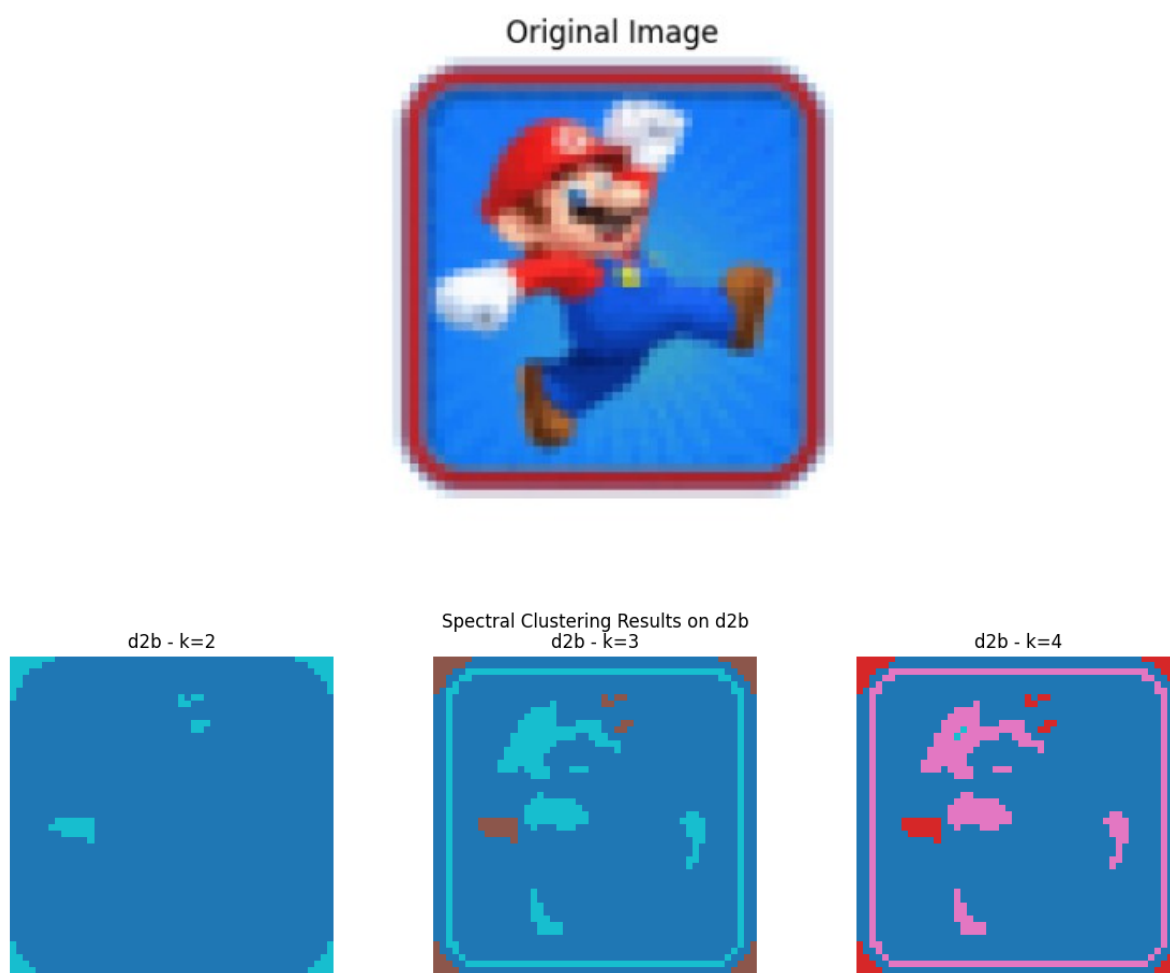 Original Image
Spectral Clustering Results on d2b
d2b - k=2
d2b - k=3
d2b - k=4